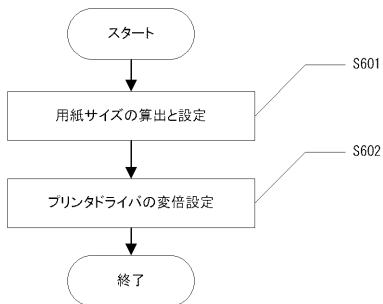 スタート
S601
用紙サイズの算出と設定
S602
プリンタドライバの変倍設定
終了